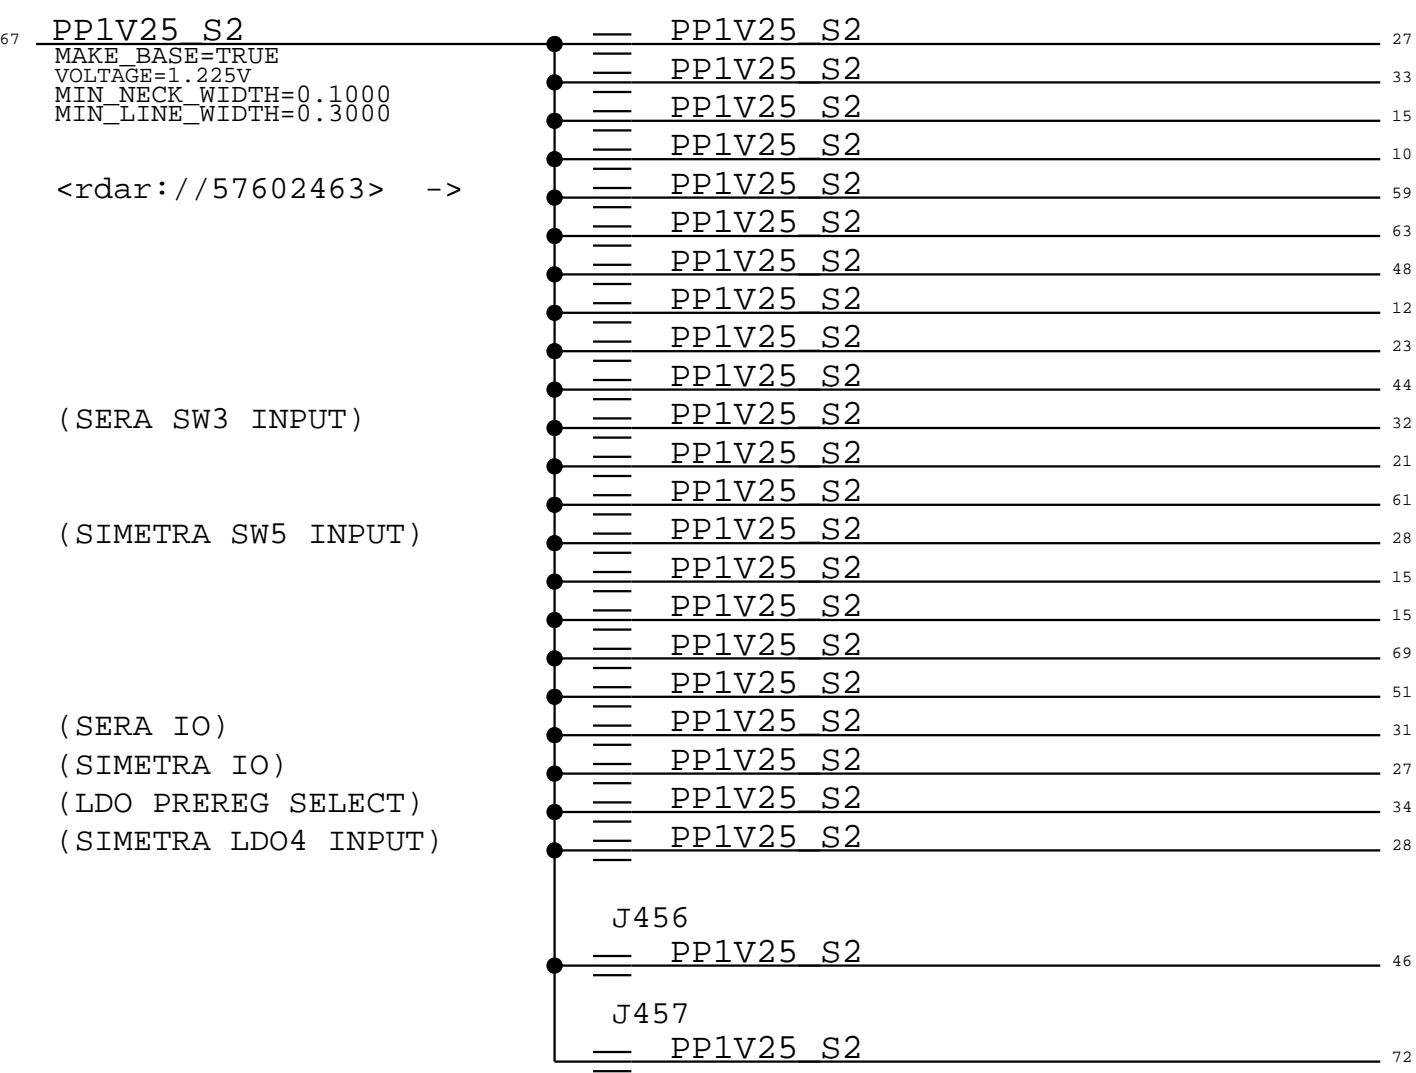 67 PP1V25_S2 PP1V25_S2 27
MAKE_BASE=TRUE
VOLTAGE=1.225V PP1V25_S2 33
MIN_NECK_WIDTH=0.1000
MIN_LINE_WIDTH=0.3000 PP1V25_S2 15
PP1V25_S2 10
<rdar://57602463> -> PP1V25_S2 59
PP1V25_S2 63
PP1V25_S2 48
PP1V25_S2 12
PP1V25_S2 23
PP1V25_S2 44
(SERA SW3 INPUT) PP1V25_S2 32
PP1V25_S2 21
PP1V25_S2 61
(SIMETRA SW5 INPUT) PP1V25_S2 28
PP1V25_S2 15
PP1V25_S2 15
PP1V25_S2 69
PP1V25_S2 51
(SERA IO) PP1V25_S2 31
(SIMETRA IO) PP1V25_S2 27
(LDO PREREG SELECT) PP1V25_S2 34
(SIMETRA LDO4 INPUT) PP1V25_S2 28
J456
PP1V25_S2 46
J457
PP1V25_S2 72